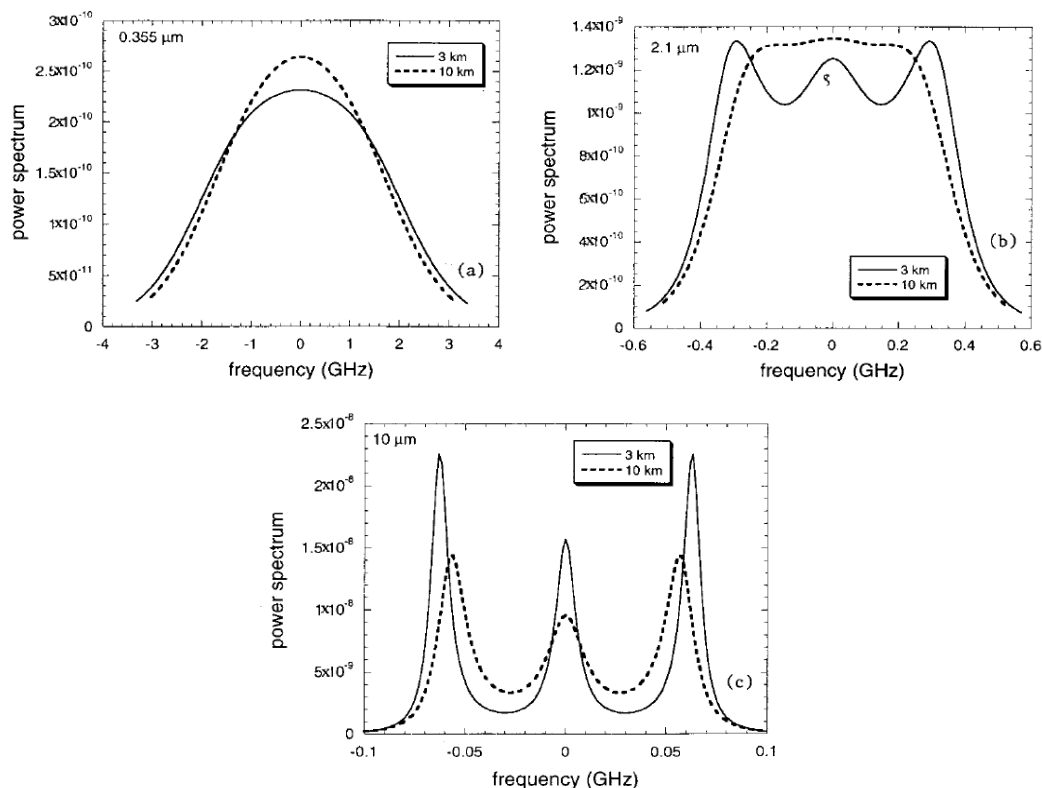 3x10⁻¹⁰
0.355 μm
2.5x10⁻¹⁰
2x10⁻¹⁰
1.5x10⁻¹⁰
1x10⁻¹⁰
5x10⁻¹¹
0
power spectrum
3 km
10 km
(a)
-4 -3 -2 -1 0 1 2 3 4
frequency (GHz)
1.4x10⁻⁹
2.1 μm
1.2x10⁻⁹
1x10⁻⁹
8x10⁻¹⁰
6x10⁻¹⁰
4x10⁻¹⁰
2x10⁻¹⁰
0
power spectrum
(b)
3 km
10 km
-0.6 -0.4 -0.2 0 0.2 0.4 0.6
frequency (GHz)
2.5x10⁻⁸
10 μm
2x10⁻⁸
1.5x10⁻⁸
1x10⁻⁸
5x10⁻⁹
0
power spectrum
3 km
10 km
(c)
-0.1 -0.05 0 0.05 0.1
frequency (GHz)